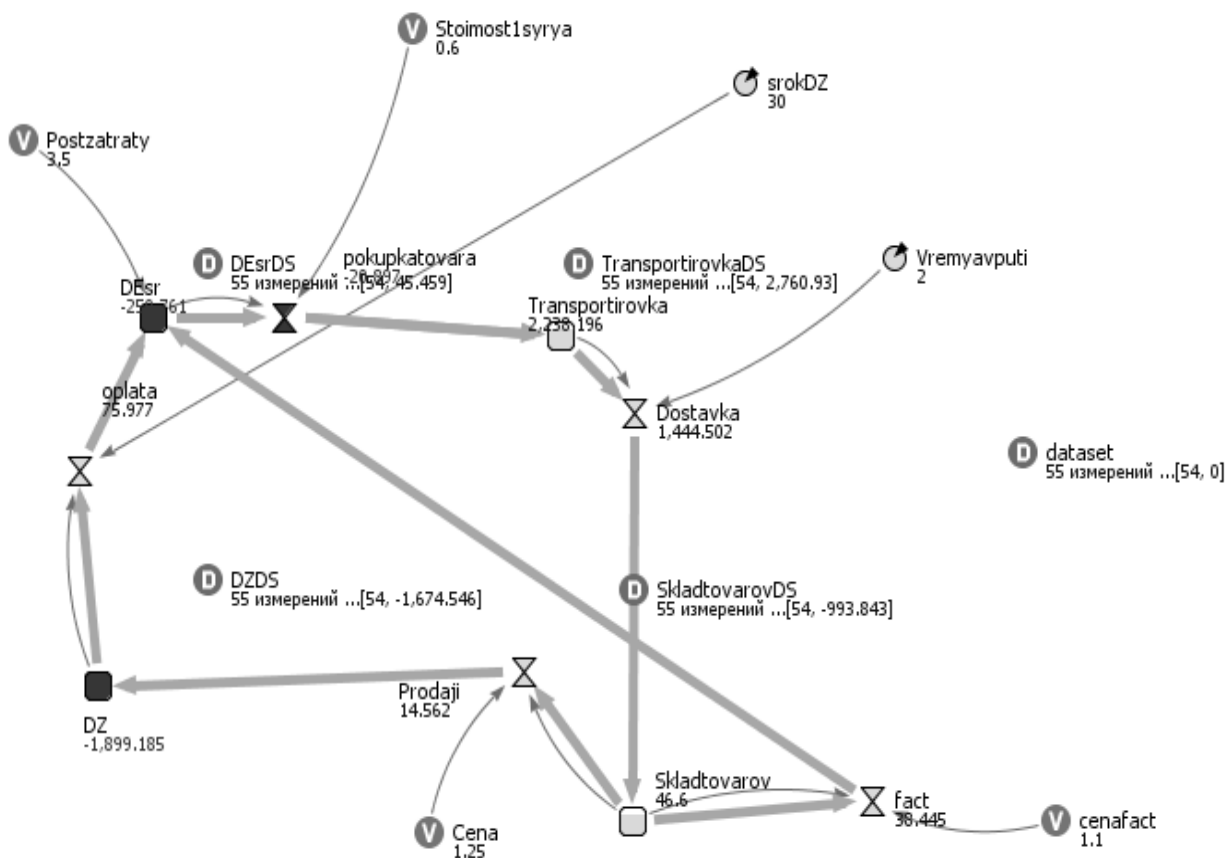 V Stoimost1syrya
0.6
srokDZ
30
V Postzatraty
3.5
D DEsrDS
55 измерений ...[54, 45.459]
pokupkatovara
D TransportirovkaDS
55 измерений ...[54, 2,760.93]
Vremyavputi
2
DEsr
Transportirovka
2,238.196
oplata
75.977
Dostavka
1,444.502
D dataset
55 измерений ...[54, 0]
D DZDS
55 измерений ...[54, -1,674.546]
D SkladtovarovDS
55 измерений ...[54, -993.843]
Prodaji
14.562
DZ
-1,899.185
Skladtovarov
46.6
fact
38.445
V Cena
1.25
V cenafact
1.1